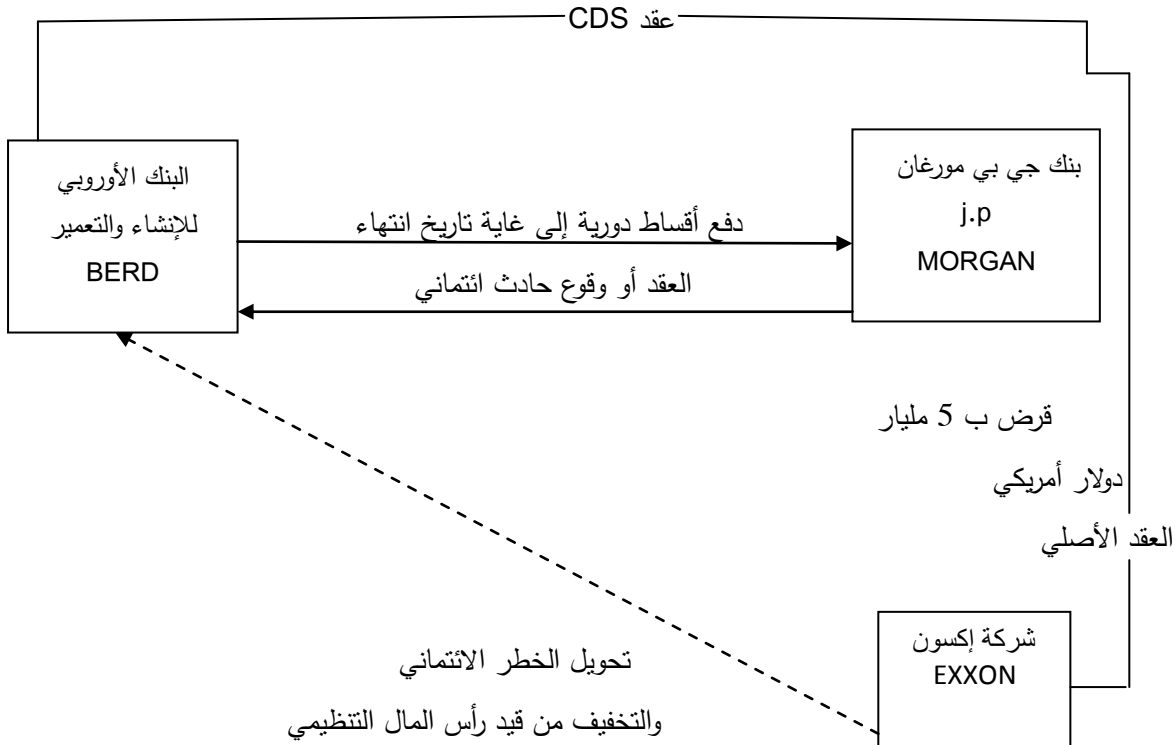 عقد CDS
بنك جي بي مورغان
j.p
MORGAN
البنك الأوروبي
للإنشاء والتعمير
BERD
دفع أقساط دورية إلى غاية تاريخ انتهاء
العقد أو وقوع حادث ائتماني
قرض ب 5 مليار
دولار أمريكي
العقد الأصلي
شركة إكسون
EXXON
تحويل الخطر الائتماني
والتخفيف من قيد رأس المال التنظيمي